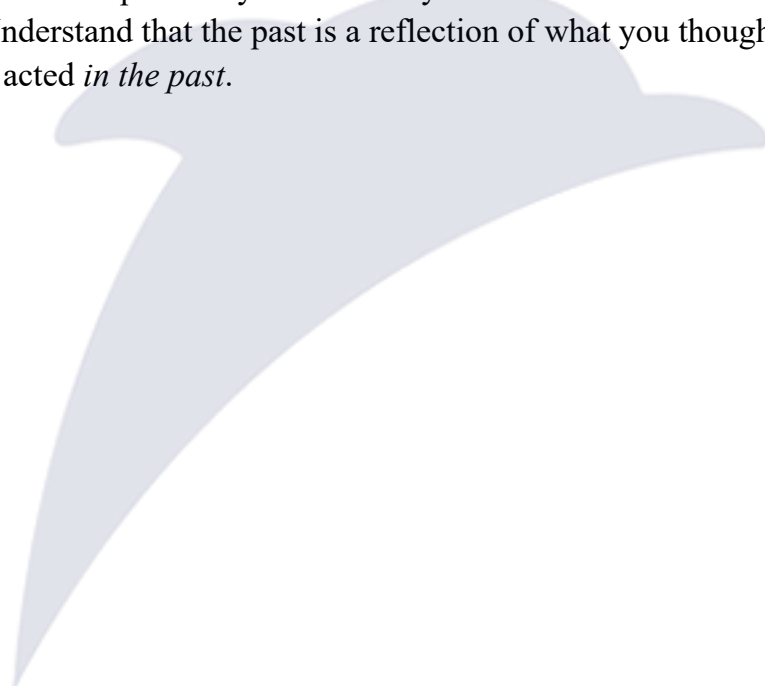 nderstand that the past is a reflection of what you though
acted in the past.